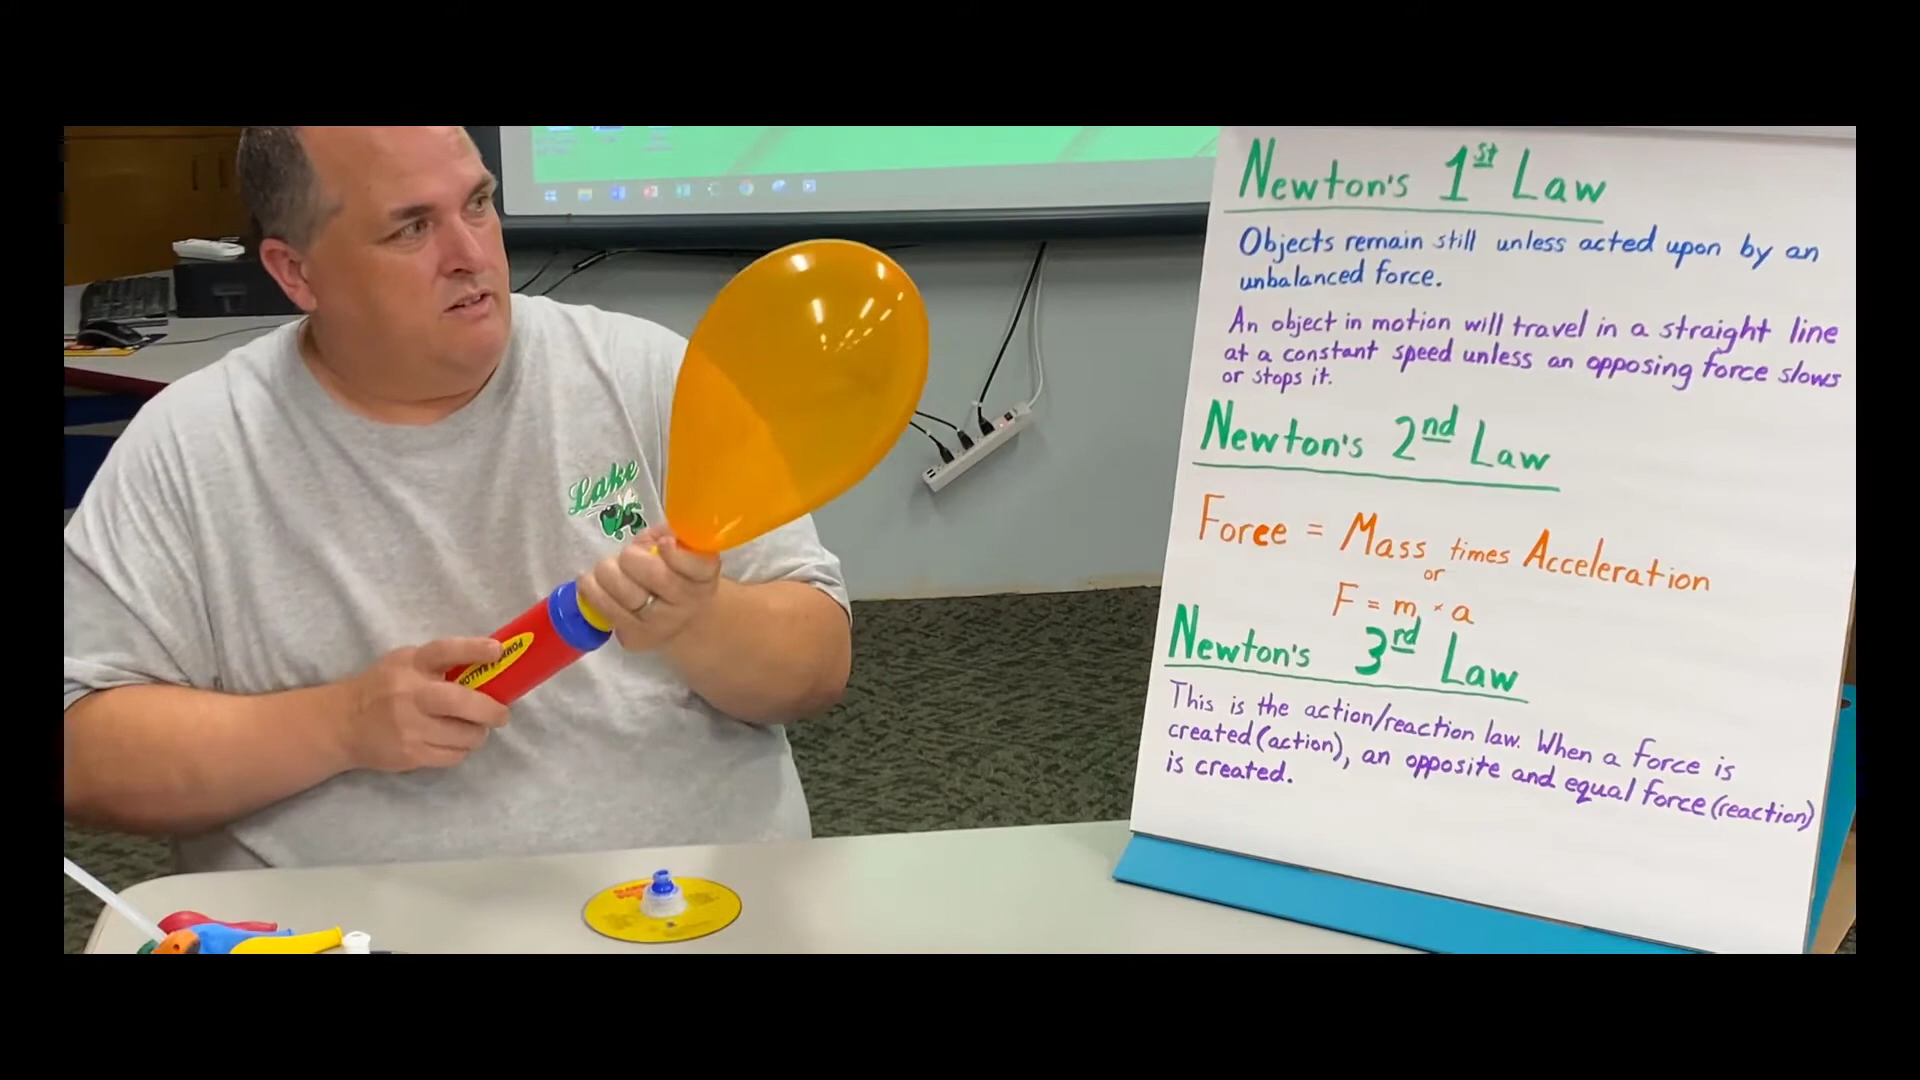 Lake
POMPE À BALLON
Newton's 1st Law
Objects remain still unless acted upon by an
unbalanced force.
An object in motion will travel in a straight line
at a constant speed unless an opposing force slows
or stops it.
Newton's 2nd Law
Force = Mass times Acceleration
or
F = m × a
Newton's 3rd Law
This is the action/reaction law. When a force is
created (action), an opposite and equal force (reaction)
is created.